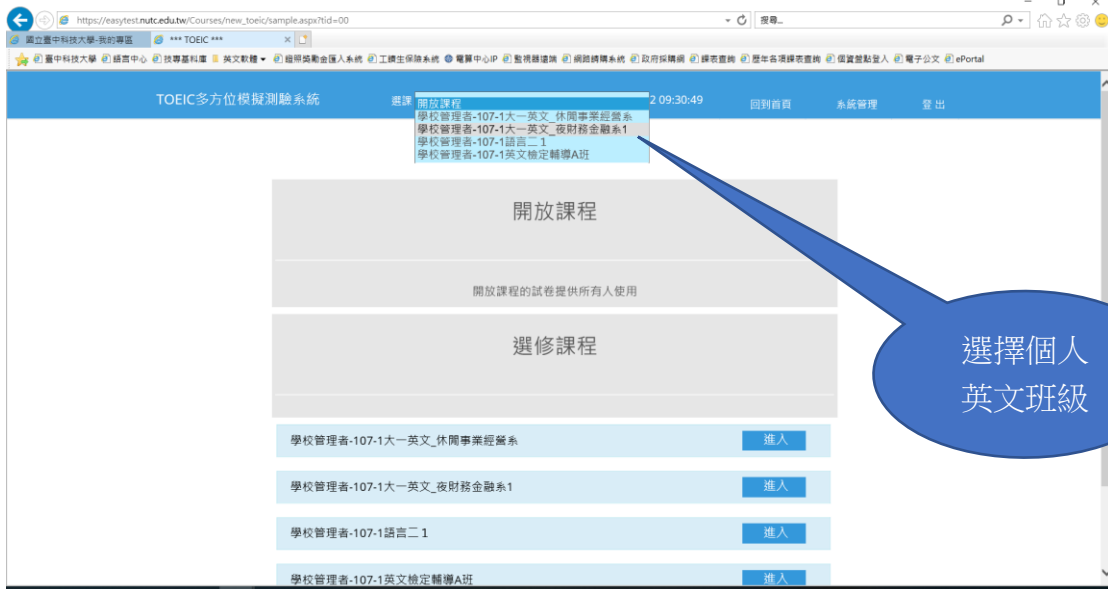 https://easytest.nutc.edu.tw/Courses/new_toeic/sample.aspx?tid=00
搜尋...
國立臺中科技大學-我的專區 *** TOEIC ***
臺中科技大學 語言中心 技專基科庫 英文軟體 證照獎勵金匯入系統 工讀生保險系統 電算中心IP 監視器遠端 網路請購系統 政府採購網 課表查詢 歷年各項課表查詢 個資盤點登入 電子公文 ePortal
TOEIC多方位模擬測驗系統 選課 開放課程 2 09:30:49 回到首頁 系統管理 登出
學校管理者-107-1大一英文_休閒事業經營系
學校管理者-107-1大一英文_夜財務金融系1
學校管理者-107-1語言二1
學校管理者-107-1英文檢定輔導A班
開放課程
開放課程的試卷提供所有人使用
選修課程
選擇個人
英文班級
學校管理者-107-1大一英文_休閒事業經營系 進入
學校管理者-107-1大一英文_夜財務金融系1 進入
學校管理者-107-1語言二1 進入
學校管理者-107-1英文檢定輔導A班 進入